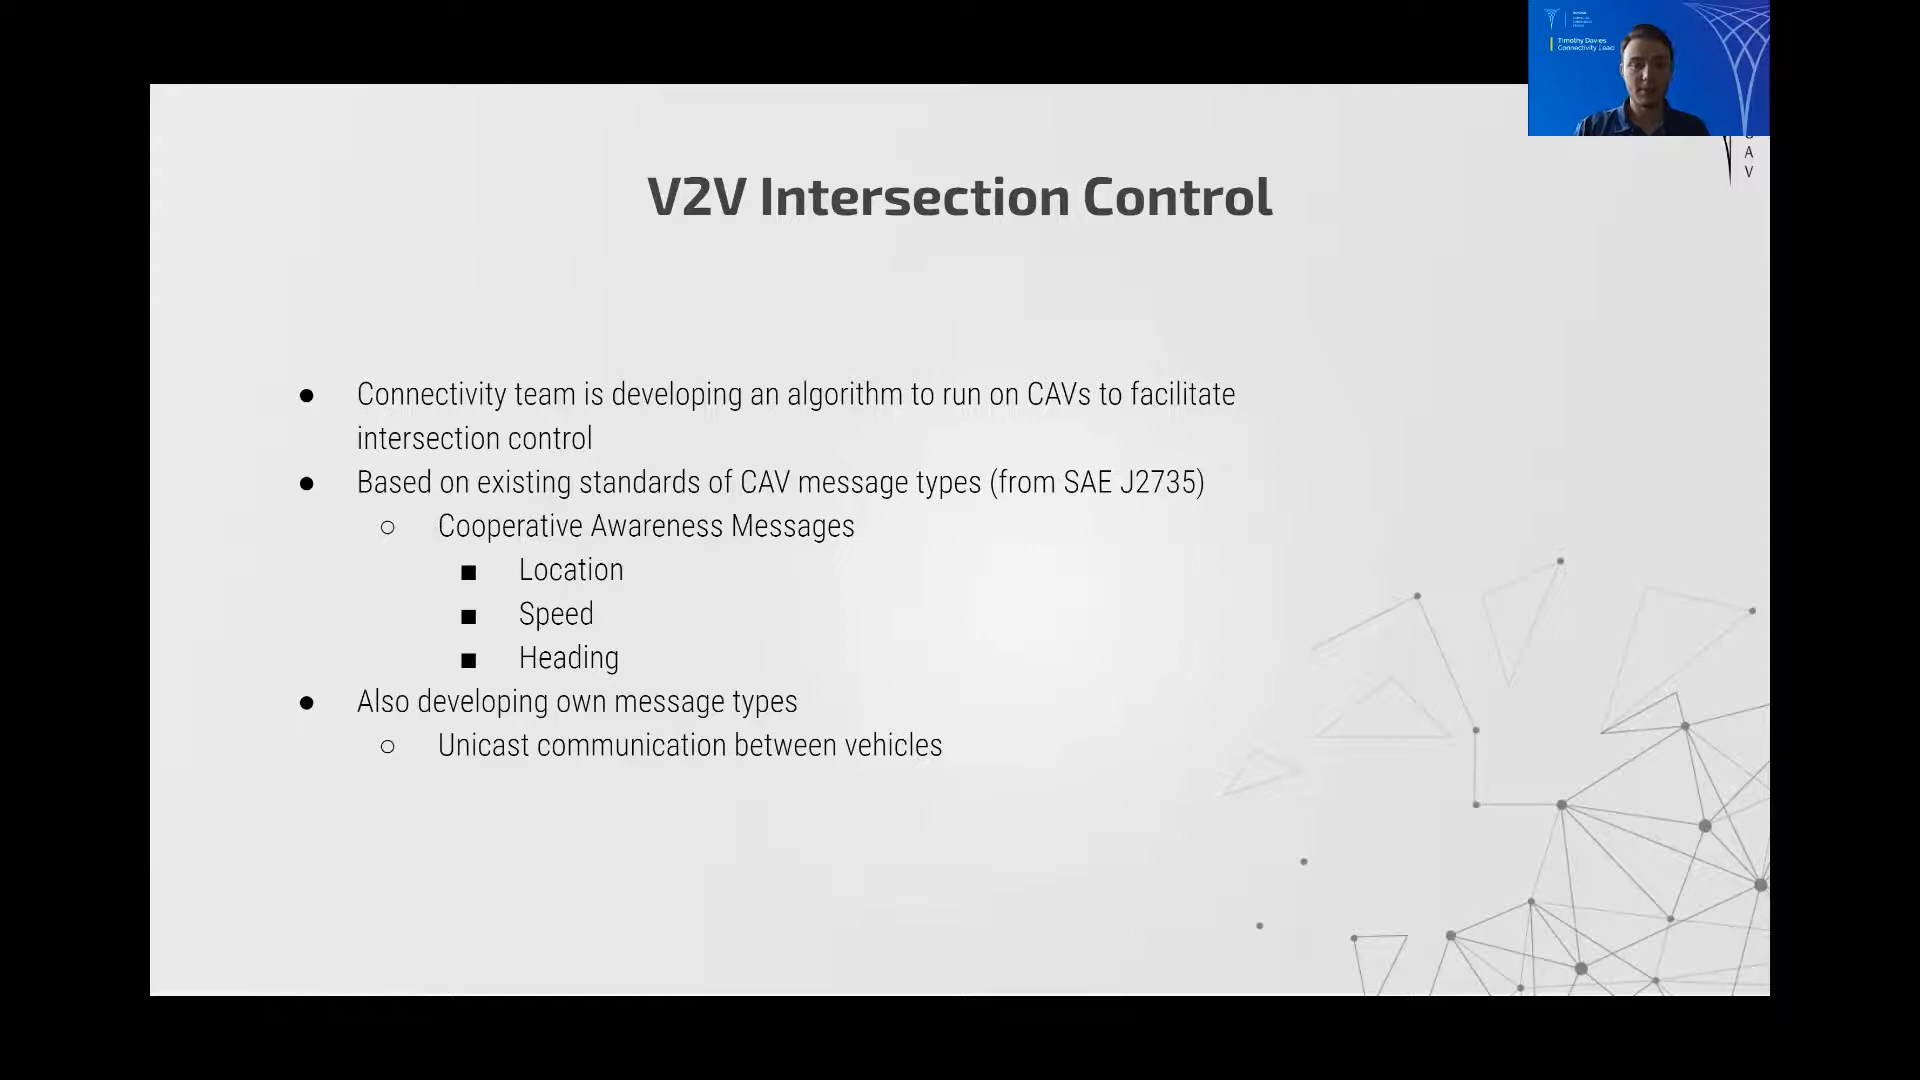 Timothy Davies
Connectivity Lead
A
V
V2V Intersection Control
● Connectivity team is developing an algorithm to run on CAVs to facilitate
intersection control
● Based on existing standards of CAV message types (from SAE J2735)
○ Cooperative Awareness Messages
■ Location
■ Speed
■ Heading
● Also developing own message types
○ Unicast communication between vehicles